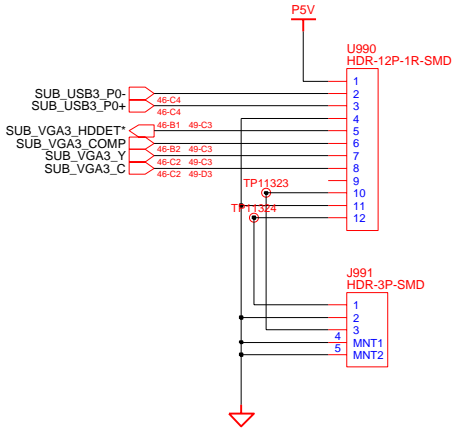 P5V
U990
HDR-12P-1R-SMD
1
SUB_USB3_P0- 2
46-C4
SUB_USB3_P0+ 3
46-C4
4
SUB_VGA3_HDDET* 46-B1 49-C3 5
SUB_VGA3_COMP 6
46-B2 49-C3
SUB_VGA3_Y 7
46-C2 49-C3
SUB_VGA3_C 8
46-C2 49-D3
9
TP11323
10
11
TP11324
12
J991
HDR-3P-SMD
1
2
3
4 MNT1
5 MNT2